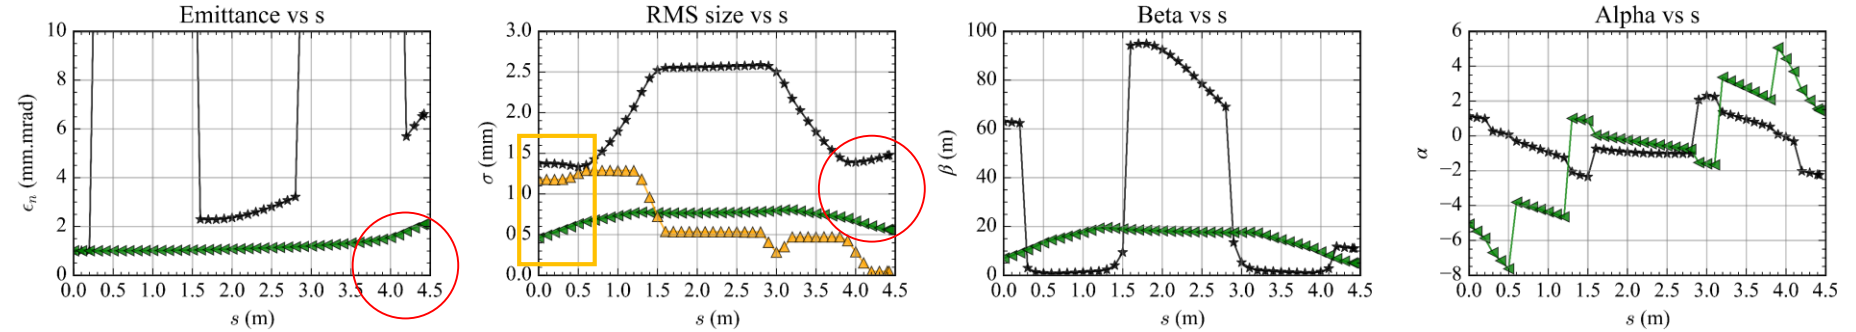 Emittance vs s
10
8
6
4
2
0
ϵn (mm.mrad)
0.0 0.5 1.0 1.5 2.0 2.5 3.0 3.5 4.0 4.5
s (m)
RMS size vs s
3.0
2.5
2.0
1.5
1.0
0.5
0.0
σ (mm)
0.0 0.5 1.0 1.5 2.0 2.5 3.0 3.5 4.0 4.5
s (m)
Beta vs s
100
80
60
40
20
0
β (m)
0.0 0.5 1.0 1.5 2.0 2.5 3.0 3.5 4.0 4.5
s (m)
Alpha vs s
6
4
2
0
−2
−4
−6
−8
α
0.0 0.5 1.0 1.5 2.0 2.5 3.0 3.5 4.0 4.5
s (m)